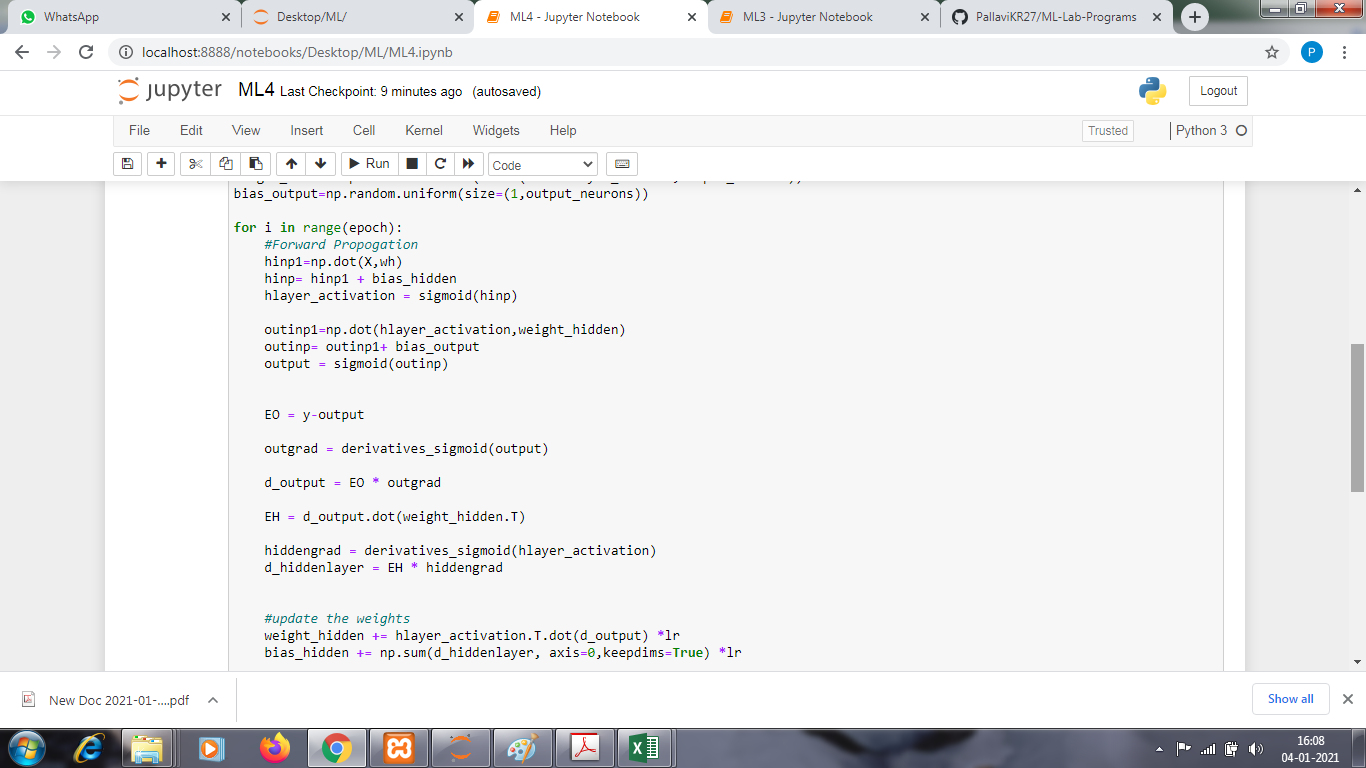 WhatsApp
Desktop/ML/
ML4 - Jupyter Notebook
ML3 - Jupyter Notebook
PallaviKR27/ML-Lab-Programs
localhost:8888/notebooks/Desktop/ML/ML4.ipynb
P
jupyter ML4 Last Checkpoint: 9 minutes ago (autosaved)
Logout
File Edit View Insert Cell Kernel Widgets Help
Trusted
Python 3
Run
Code
bias_output=np.random.uniform(size=(1,output_neurons))
for i in range(epoch):
#Forward Propogation
hinp1=np.dot(X,wh)
hinp= hinp1 + bias_hidden
hlayer_activation = sigmoid(hinp)
outinp1=np.dot(hlayer_activation,weight_hidden)
outinp= outinp1+ bias_output
output = sigmoid(outinp)
EO = y-output
outgrad = derivatives_sigmoid(output)
d_output = EO * outgrad
EH = d_output.dot(weight_hidden.T)
hiddengrad = derivatives_sigmoid(hlayer_activation)
d_hiddenlayer = EH * hiddengrad
#update the weights
weight_hidden += hlayer_activation.T.dot(d_output) *lr
bias_hidden += np.sum(d_hiddenlayer, axis=0,keepdims=True) *lr
New Doc 2021-01-....pdf
Show all
16:08
04-01-2021